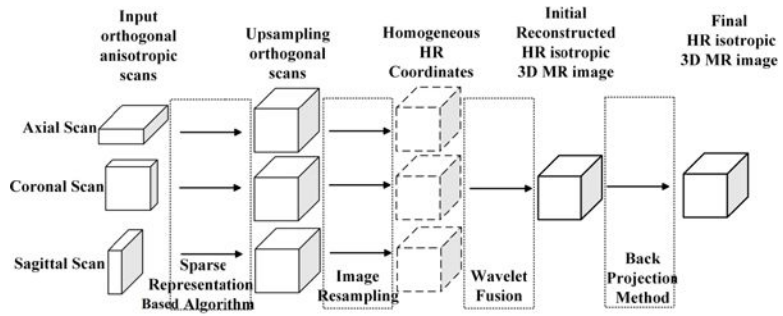 Input
orthogonal
anisotropic
scans
Upsampling
orthogonal
scans
Homogeneous
HR
Coordinates
Initial
Reconstructed
HR isotropic
3D MR image
Final
HR isotropic
3D MR image
Axial Scan
Coronal Scan
Sagittal Scan
Sparse
Representation
Based Algorithm
Image
Resampling
Wavelet
Fusion
Back
Projection
Method